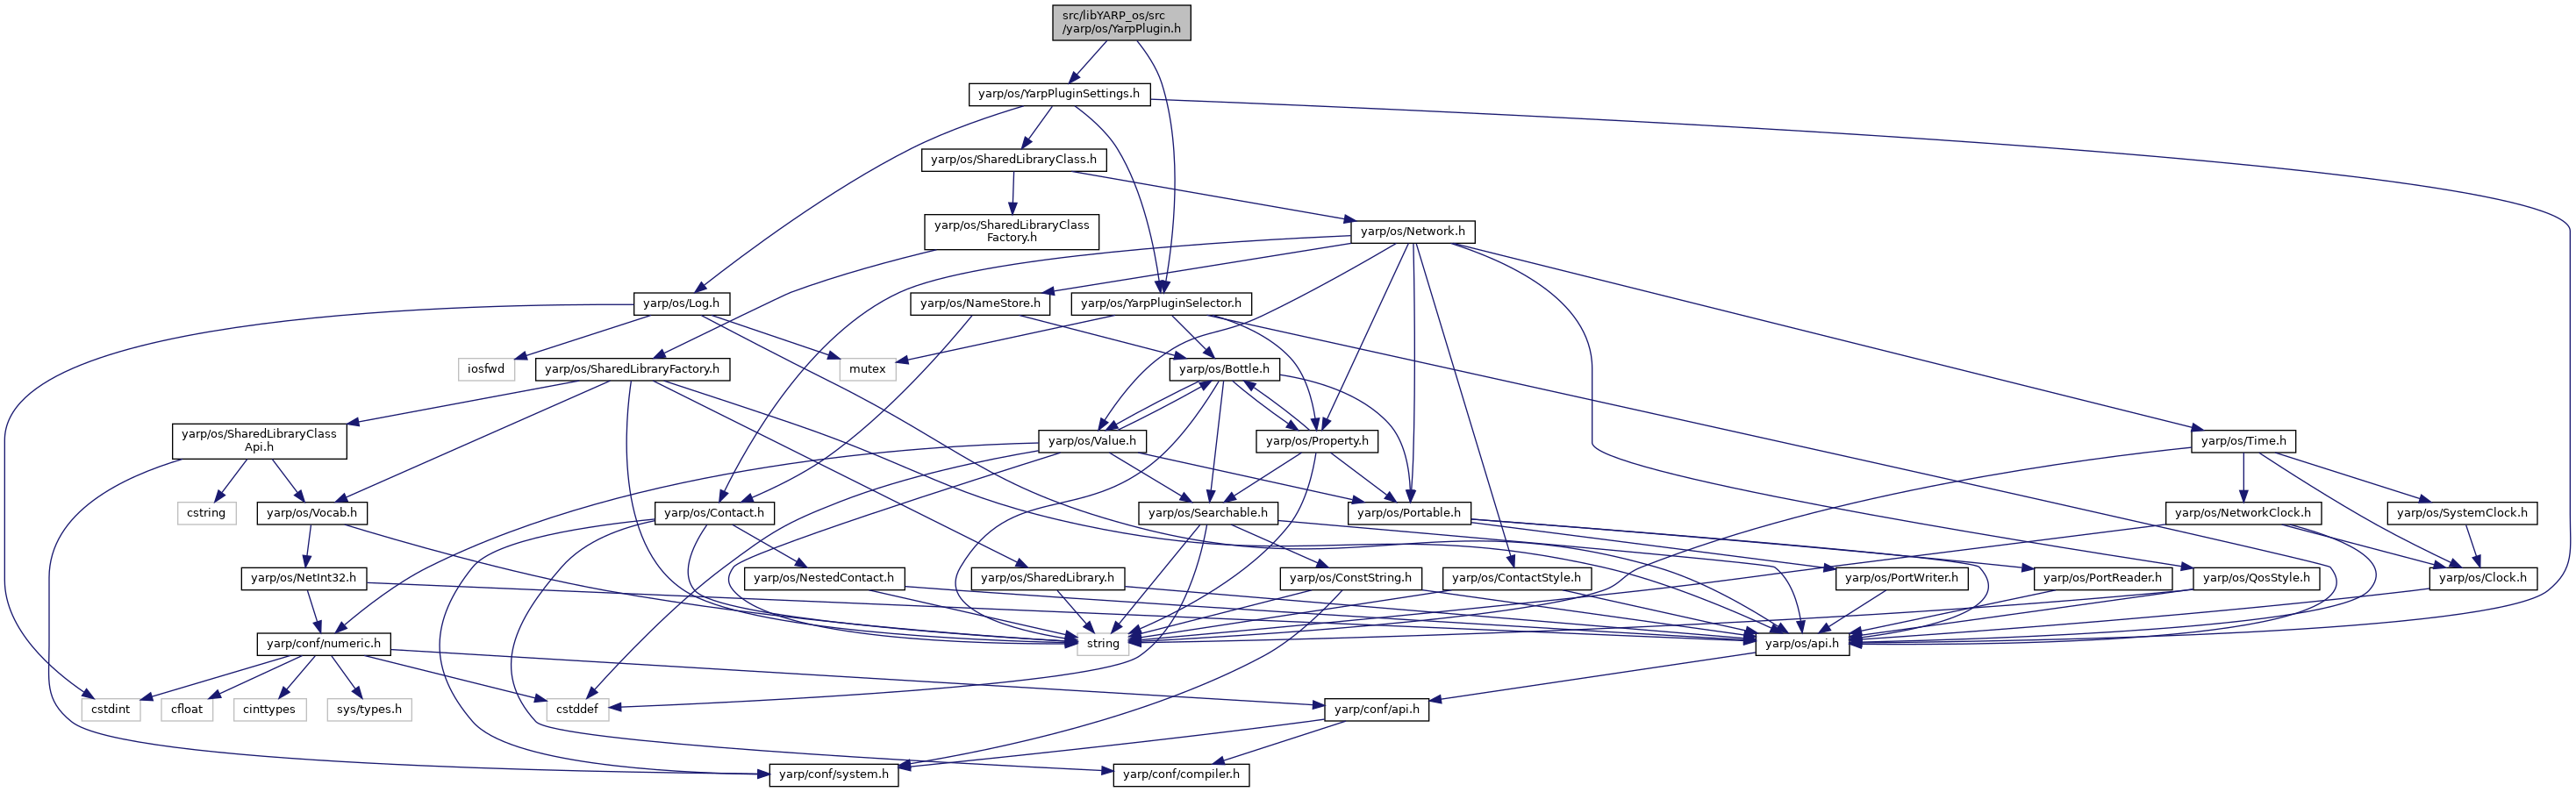 src/libYARP_os/src
/yarp/os/YarpPlugin.h
yarp/os/YarpPluginSettings.h
yarp/os/SharedLibraryClass.h
yarp/os/SharedLibraryClass
Factory.h
yarp/os/Network.h
yarp/os/Log.h
yarp/os/NameStore.h
yarp/os/YarpPluginSelector.h
iosfwd
yarp/os/SharedLibraryFactory.h
mutex
yarp/os/Bottle.h
yarp/os/SharedLibraryClass
Api.h
yarp/os/Value.h
yarp/os/Property.h
yarp/os/Time.h
cstring
yarp/os/Vocab.h
yarp/os/Contact.h
yarp/os/Searchable.h
yarp/os/Portable.h
yarp/os/NetworkClock.h
yarp/os/SystemClock.h
yarp/os/NetInt32.h
yarp/os/NestedContact.h
yarp/os/SharedLibrary.h
yarp/os/ConstString.h
yarp/os/ContactStyle.h
yarp/os/PortWriter.h
yarp/os/PortReader.h
yarp/os/QosStyle.h
yarp/os/Clock.h
yarp/conf/numeric.h
string
yarp/os/api.h
cstdint
cfloat
cinttypes
sys/types.h
cstddef
yarp/conf/api.h
yarp/conf/system.h
yarp/conf/compiler.h